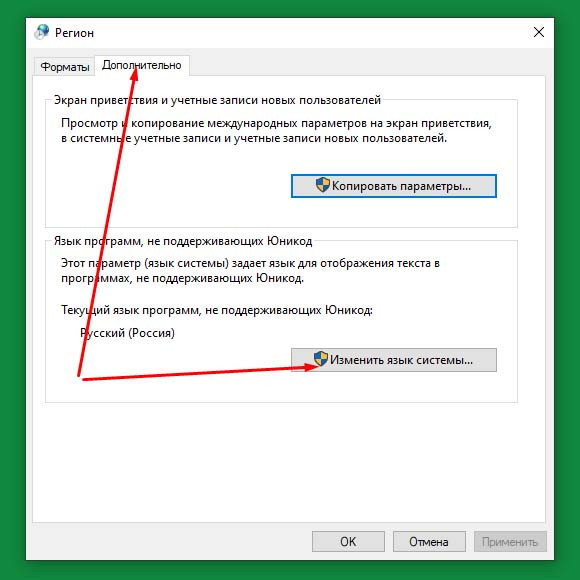 Регион
Форматы
Дополнительно
Экран приветствия и учетные записи новых пользователей
Просмотр и копирование международных параметров на экран приветствия,
в системные учетные записи и учетные записи новых пользователей.
Копировать параметры...
Язык программ, не поддерживающих Юникод
Этот параметр (язык системы) задает язык для отображения текста в
программах, не поддерживающих Юникод.
Текущий язык программ, не поддерживающих Юникод:
Русский (Россия)
Изменить язык системы...
ОК
Отмена
Применить